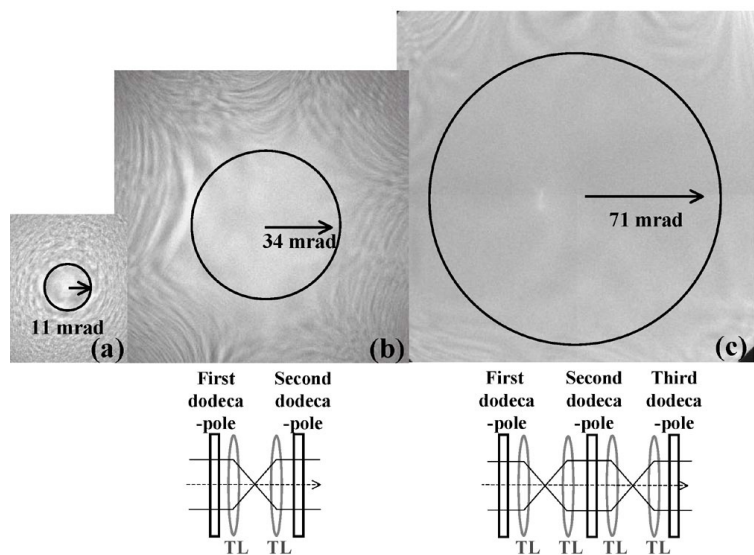 11 mrad
(a)
34 mrad
(b)
71 mrad
(c)
First
dodeca
-pole
Second
dodeca
-pole
TL
TL
First
dodeca
-pole
Second
dodeca
-pole
Third
dodeca
-pole
TL
TL
TL
TL